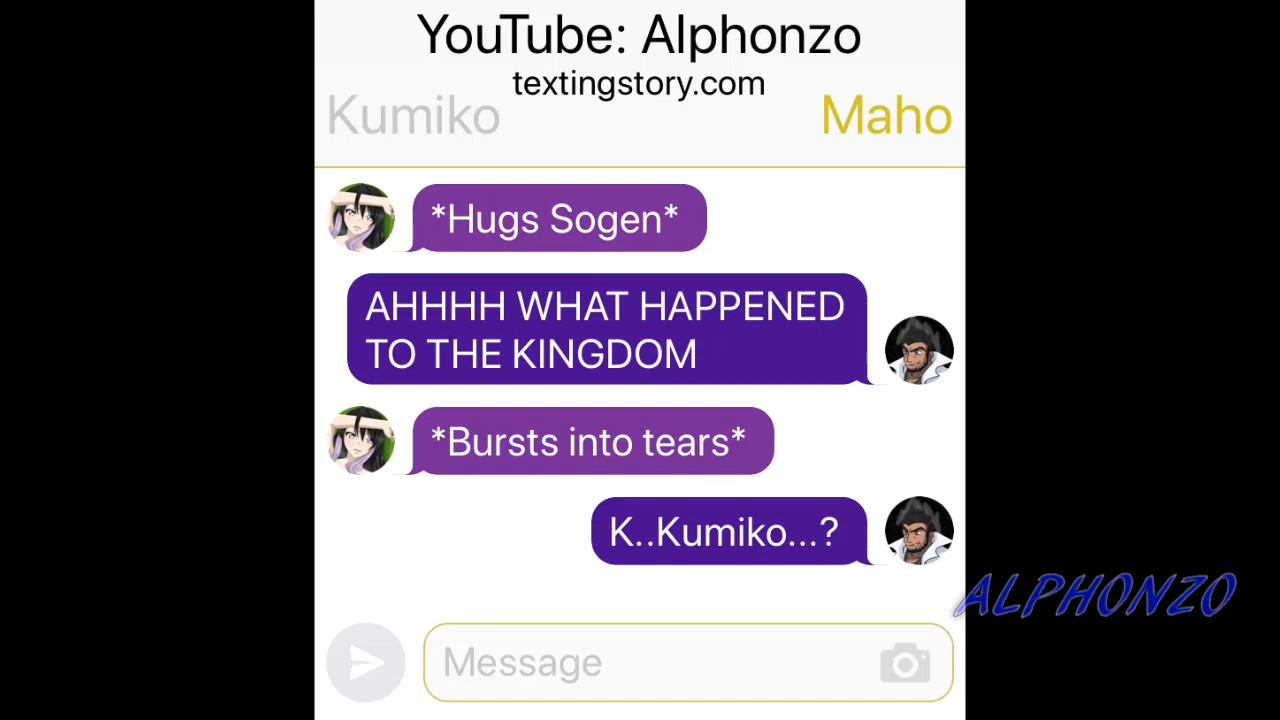 YouTube: Alphonzo
textingstory.com
Kumiko
Maho
*Hugs Sogen*
AHHHH WHAT HAPPENED
TO THE KINGDOM
*Bursts into tears*
K..Kumiko...?
ALPHONZO
Message